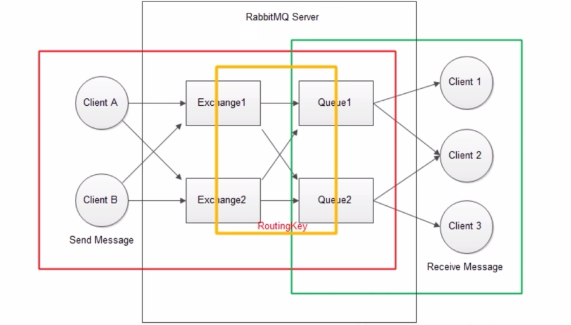 RabbitMQ Server
Client A
Exchange1
Queue1
Client 1
Client 2
Client B
Exchange2
Queue2
Client 3
RoutingKey
Send Message
Receive Message